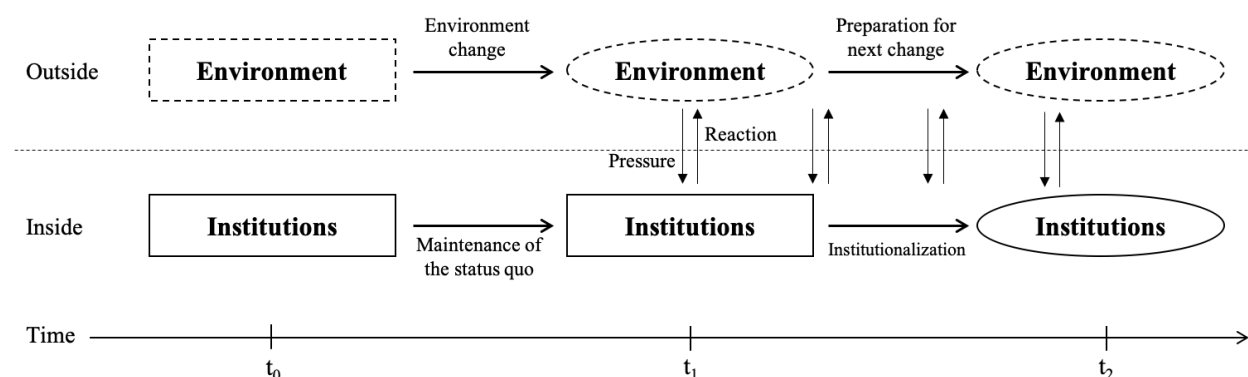 Environment change
Preparation for next change
Outside
Environment
Environment
Environment
Reaction
Pressure
Inside
Institutions
Institutions
Institutions
Maintenance of the status quo
Institutionalization
Time
t0
t1
t2